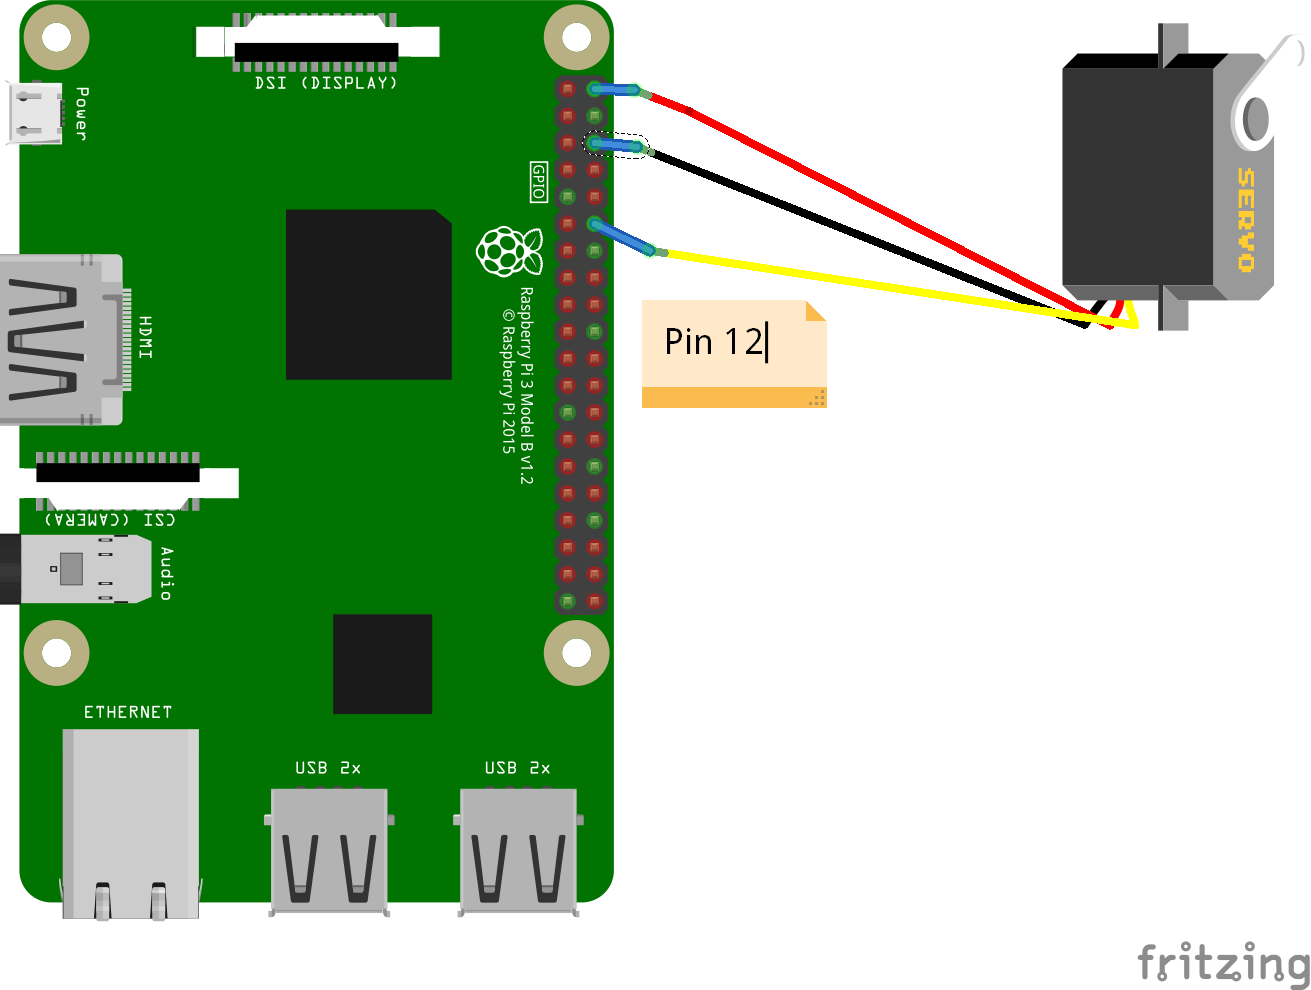 DSI (DISPLAY)
Power
GPIO
SERVO
HDMI
Raspberry Pi 3 Model B v1.2
© Raspberry Pi 2015
Pin 12
CSI (CAMERA)
Audio
ETHERNET
USB 2x
USB 2x
fritzing